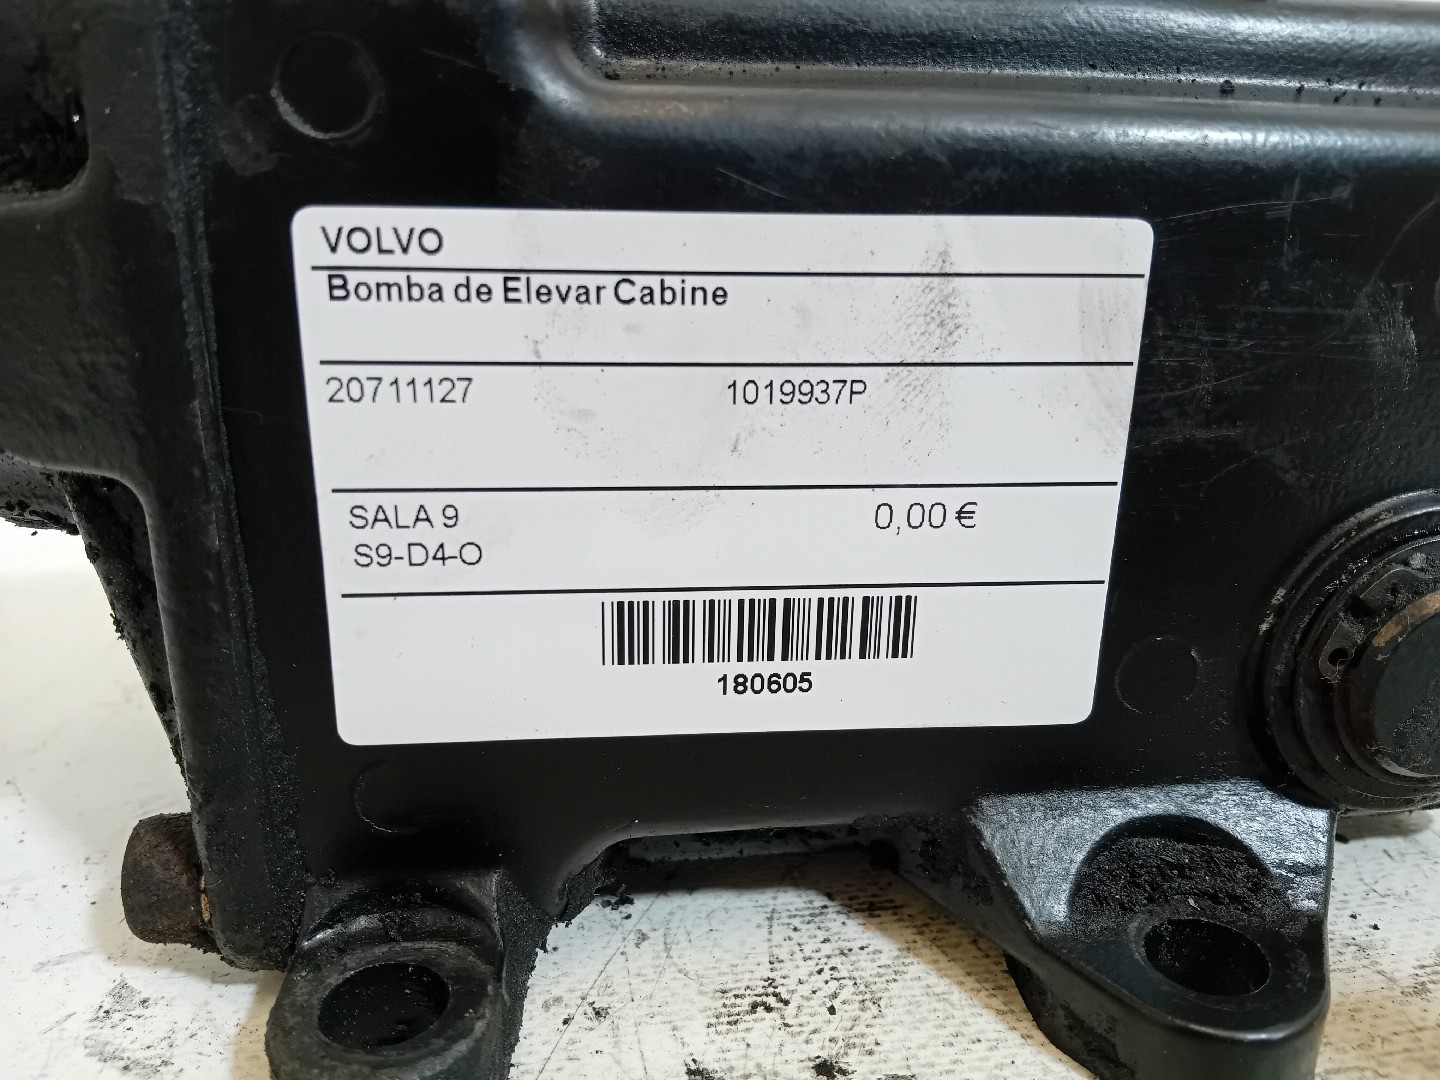 VOLVO
Bomba de Elevar Cabine
20711127 1019937P
SALA 9 0,00 €
S9-D4-O
180605